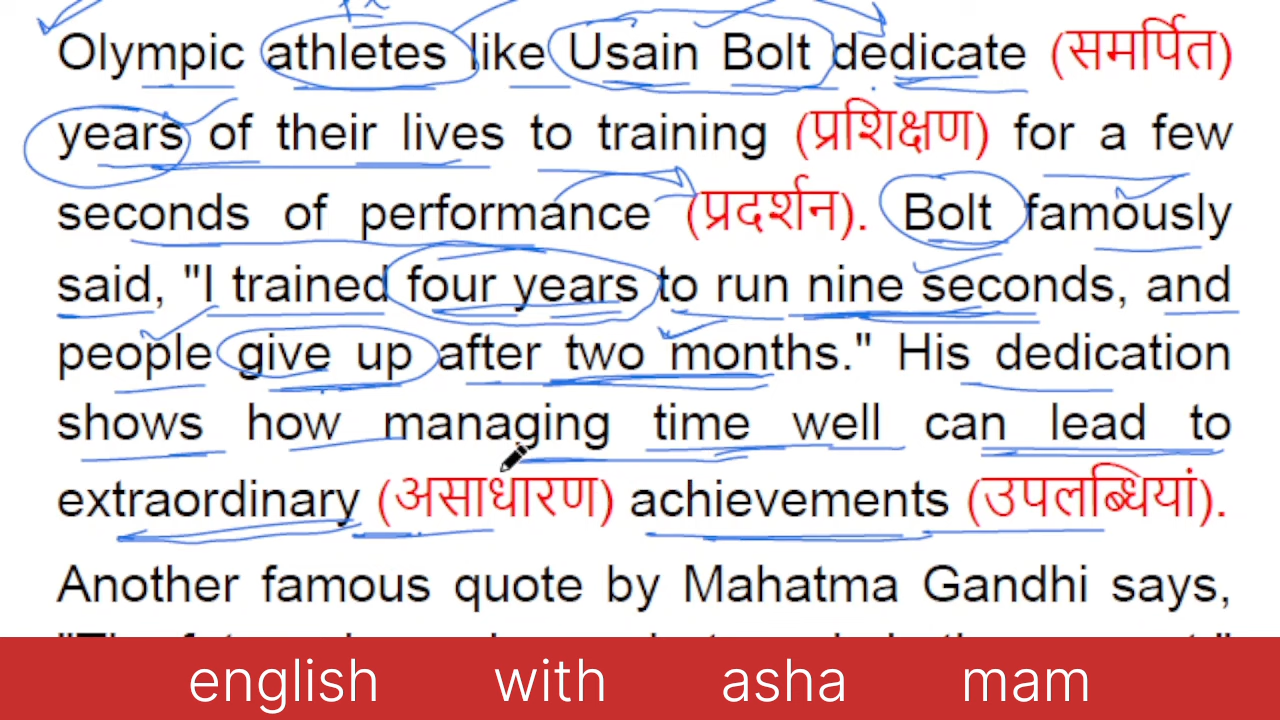 Olympic athletes like Usain Bolt dedicate (समर्पित)
years of their lives to training (प्रशिक्षण) for a few
seconds of performance (प्रदर्शन). Bolt famously
said, "I trained four years to run nine seconds, and
people give up after two months." His dedication
shows how managing time well can lead to
extraordinary (असाधारण) achievements (उपलब्धियां).
Another famous quote by Mahatma Gandhi says,
english with asha mam